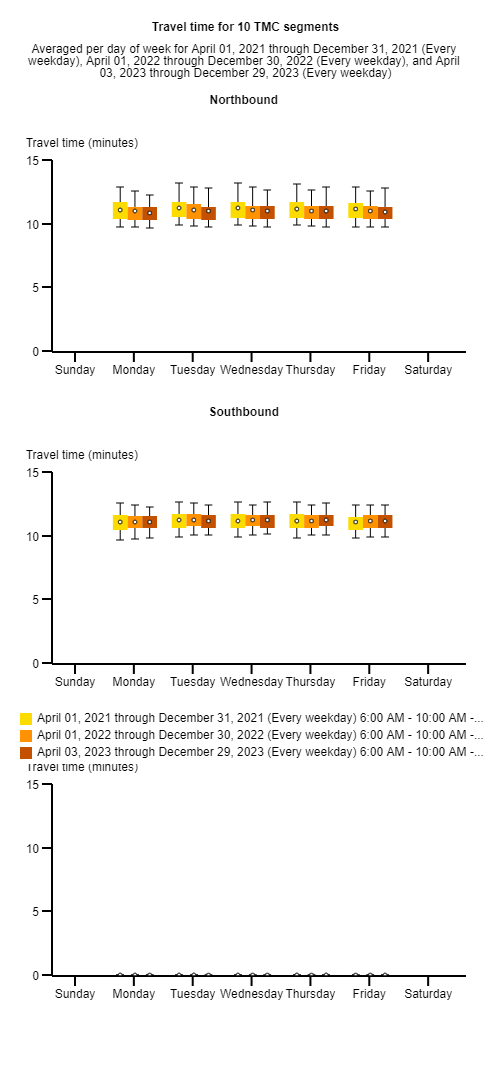 Travel time for 10 TMC segments
Averaged per day of week for April 01, 2021 through December 31, 2021 (Every
weekday), April 01, 2022 through December 30, 2022 (Every weekday), and April
03, 2023 through December 29, 2023 (Every weekday)
Northbound
Travel time (minutes)
15
10
5
0
Sunday Monday Tuesday Wednesday Thursday Friday Saturday
Southbound
Travel time (minutes)
15
10
5
0
Sunday Monday Tuesday Wednesday Thursday Friday Saturday
April 01, 2021 through December 31, 2021 (Every weekday) 6:00 AM - 10:00 AM -...
April 01, 2022 through December 30, 2022 (Every weekday) 6:00 AM - 10:00 AM -...
April 03, 2023 through December 29, 2023 (Every weekday) 6:00 AM - 10:00 AM -...
Travel time (minutes)
15
10
5
0
Sunday Monday Tuesday Wednesday Thursday Friday Saturday